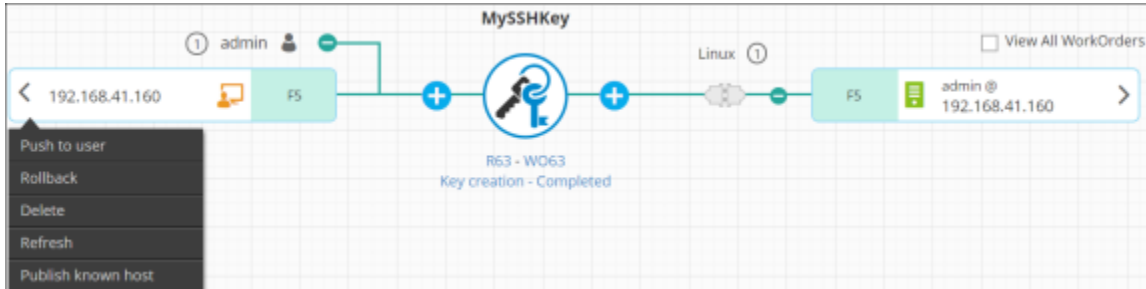 MySSHKey
1 admin
Linux 1
View All WorkOrders
192.168.41.160
F5
F5
admin @
192.168.41.160
Push to user
Rollback
Delete
Refresh
Publish known host
R63 - WO63
Key creation - Completed